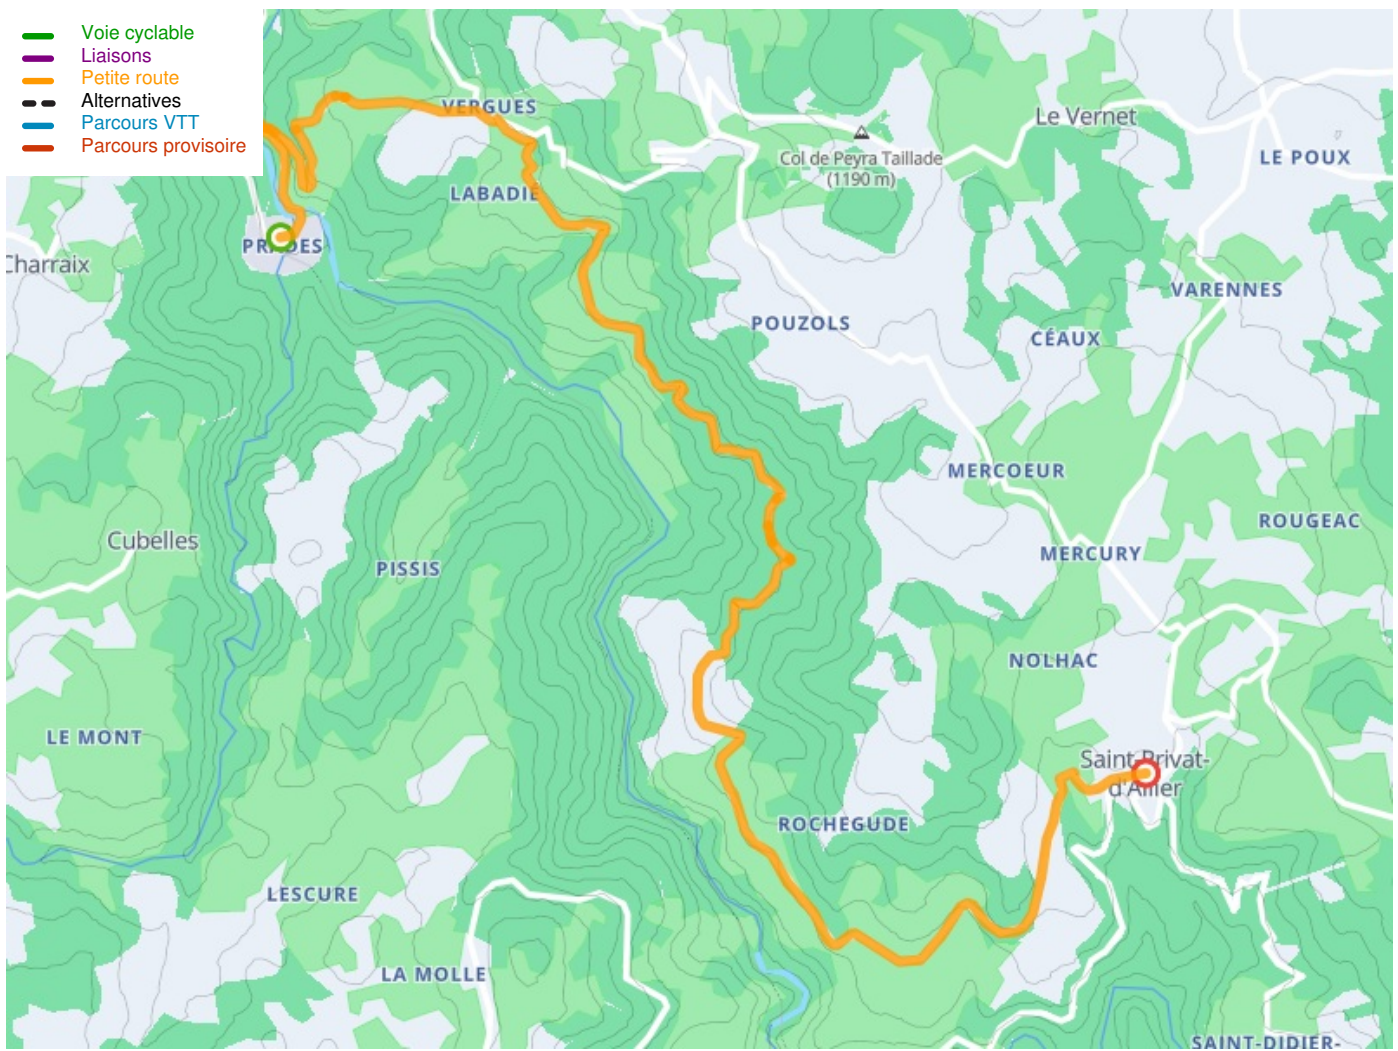 Voie cyclable
Liaisons
Petite route
Alternatives
Parcours VTT
Parcours provisoire
VERGUES
Le Vernet
Col de Peyra Taillade
(1190 m)
LE POUX
LABADIE
PRADES
Charraix
VARENNES
POUZOLS
CÉAUX
MERCOEUR
ROUGEAC
Cubelles
MERCURY
PISSIS
NOLHAC
LE MONT
Saint-Privat-
d'Allier
ROCHEGUDE
LESCURE
LA MOLLE
SAINT-DIDIER-